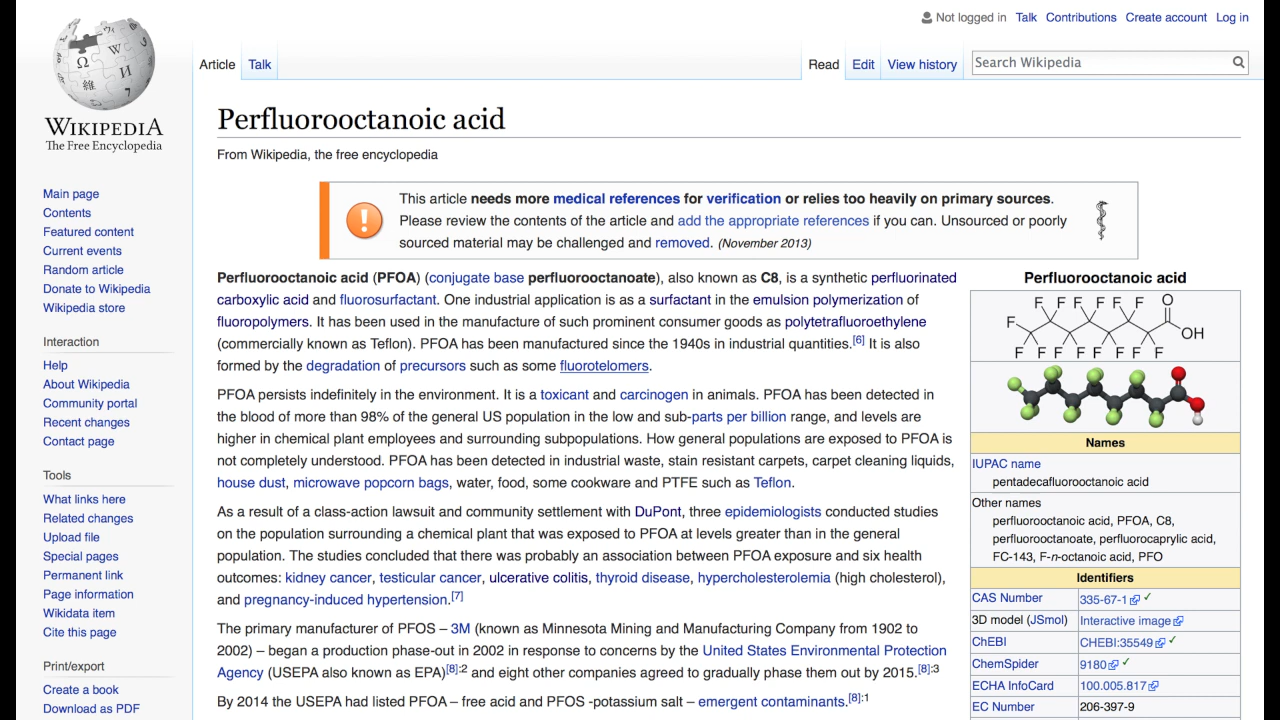 Not logged in Talk Contributions Create account Log in
Article Talk Read Edit View history Search Wikipedia
WIKIPEDIA
The Free Encyclopedia
Main page
Contents
Featured content
Current events
Random article
Donate to Wikipedia
Wikipedia store
Interaction
Help
About Wikipedia
Community portal
Recent changes
Contact page
Tools
What links here
Related changes
Upload file
Special pages
Permanent link
Page information
Wikidata item
Cite this page
Print/export
Create a book
Download as PDF
Perfluorooctanoic acid
From Wikipedia, the free encyclopedia
This article needs more medical references for verification or relies too heavily on primary sources.
Please review the contents of the article and add the appropriate references if you can. Unsourced or poorly
sourced material may be challenged and removed. (November 2013)
Perfluorooctanoic acid (PFOA) (conjugate base perfluorooctanoate), also known as C8, is a synthetic perfluorinated
carboxylic acid and fluorosurfactant. One industrial application is as a surfactant in the emulsion polymerization of
fluoropolymers. It has been used in the manufacture of such prominent consumer goods as polytetrafluoroethylene
(commercially known as Teflon). PFOA has been manufactured since the 1940s in industrial quantities.[6] It is also
formed by the degradation of precursors such as some fluorotelomers.
PFOA persists indefinitely in the environment. It is a toxicant and carcinogen in animals. PFOA has been detected in
the blood of more than 98% of the general US population in the low and sub-parts per billion range, and levels are
higher in chemical plant employees and surrounding subpopulations. How general populations are exposed to PFOA is
not completely understood. PFOA has been detected in industrial waste, stain resistant carpets, carpet cleaning liquids,
house dust, microwave popcorn bags, water, food, some cookware and PTFE such as Teflon.
As a result of a class-action lawsuit and community settlement with DuPont, three epidemiologists conducted studies
on the population surrounding a chemical plant that was exposed to PFOA at levels greater than in the general
population. The studies concluded that there was probably an association between PFOA exposure and six health
outcomes: kidney cancer, testicular cancer, ulcerative colitis, thyroid disease, hypercholesterolemia (high cholesterol),
and pregnancy-induced hypertension.[7]
The primary manufacturer of PFOS – 3M (known as Minnesota Mining and Manufacturing Company from 1902 to
2002) – began a production phase-out in 2002 in response to concerns by the United States Environmental Protection
Agency (USEPA also known as EPA)[8]:2 and eight other companies agreed to gradually phase them out by 2015.[8]:3
By 2014 the USEPA had listed PFOA – free acid and PFOS -potassium salt – emergent contaminants.[8]:1
Perfluorooctanoic acid
F F F F F F F O
F OH
F F F F F F F
Names
IUPAC name
pentadecafluorooctanoic acid
Other names
perfluorooctanoic acid, PFOA, C8,
perfluorooctanoate, perfluorocaprylic acid,
FC-143, F-n-octanoic acid, PFO
Identifiers
CAS Number 335-67-1 ✓
3D model (JSmol) Interactive image
ChEBI CHEBI:35549 ✓
ChemSpider 9180 ✓
ECHA InfoCard 100.005.817
EC Number 206-397-9